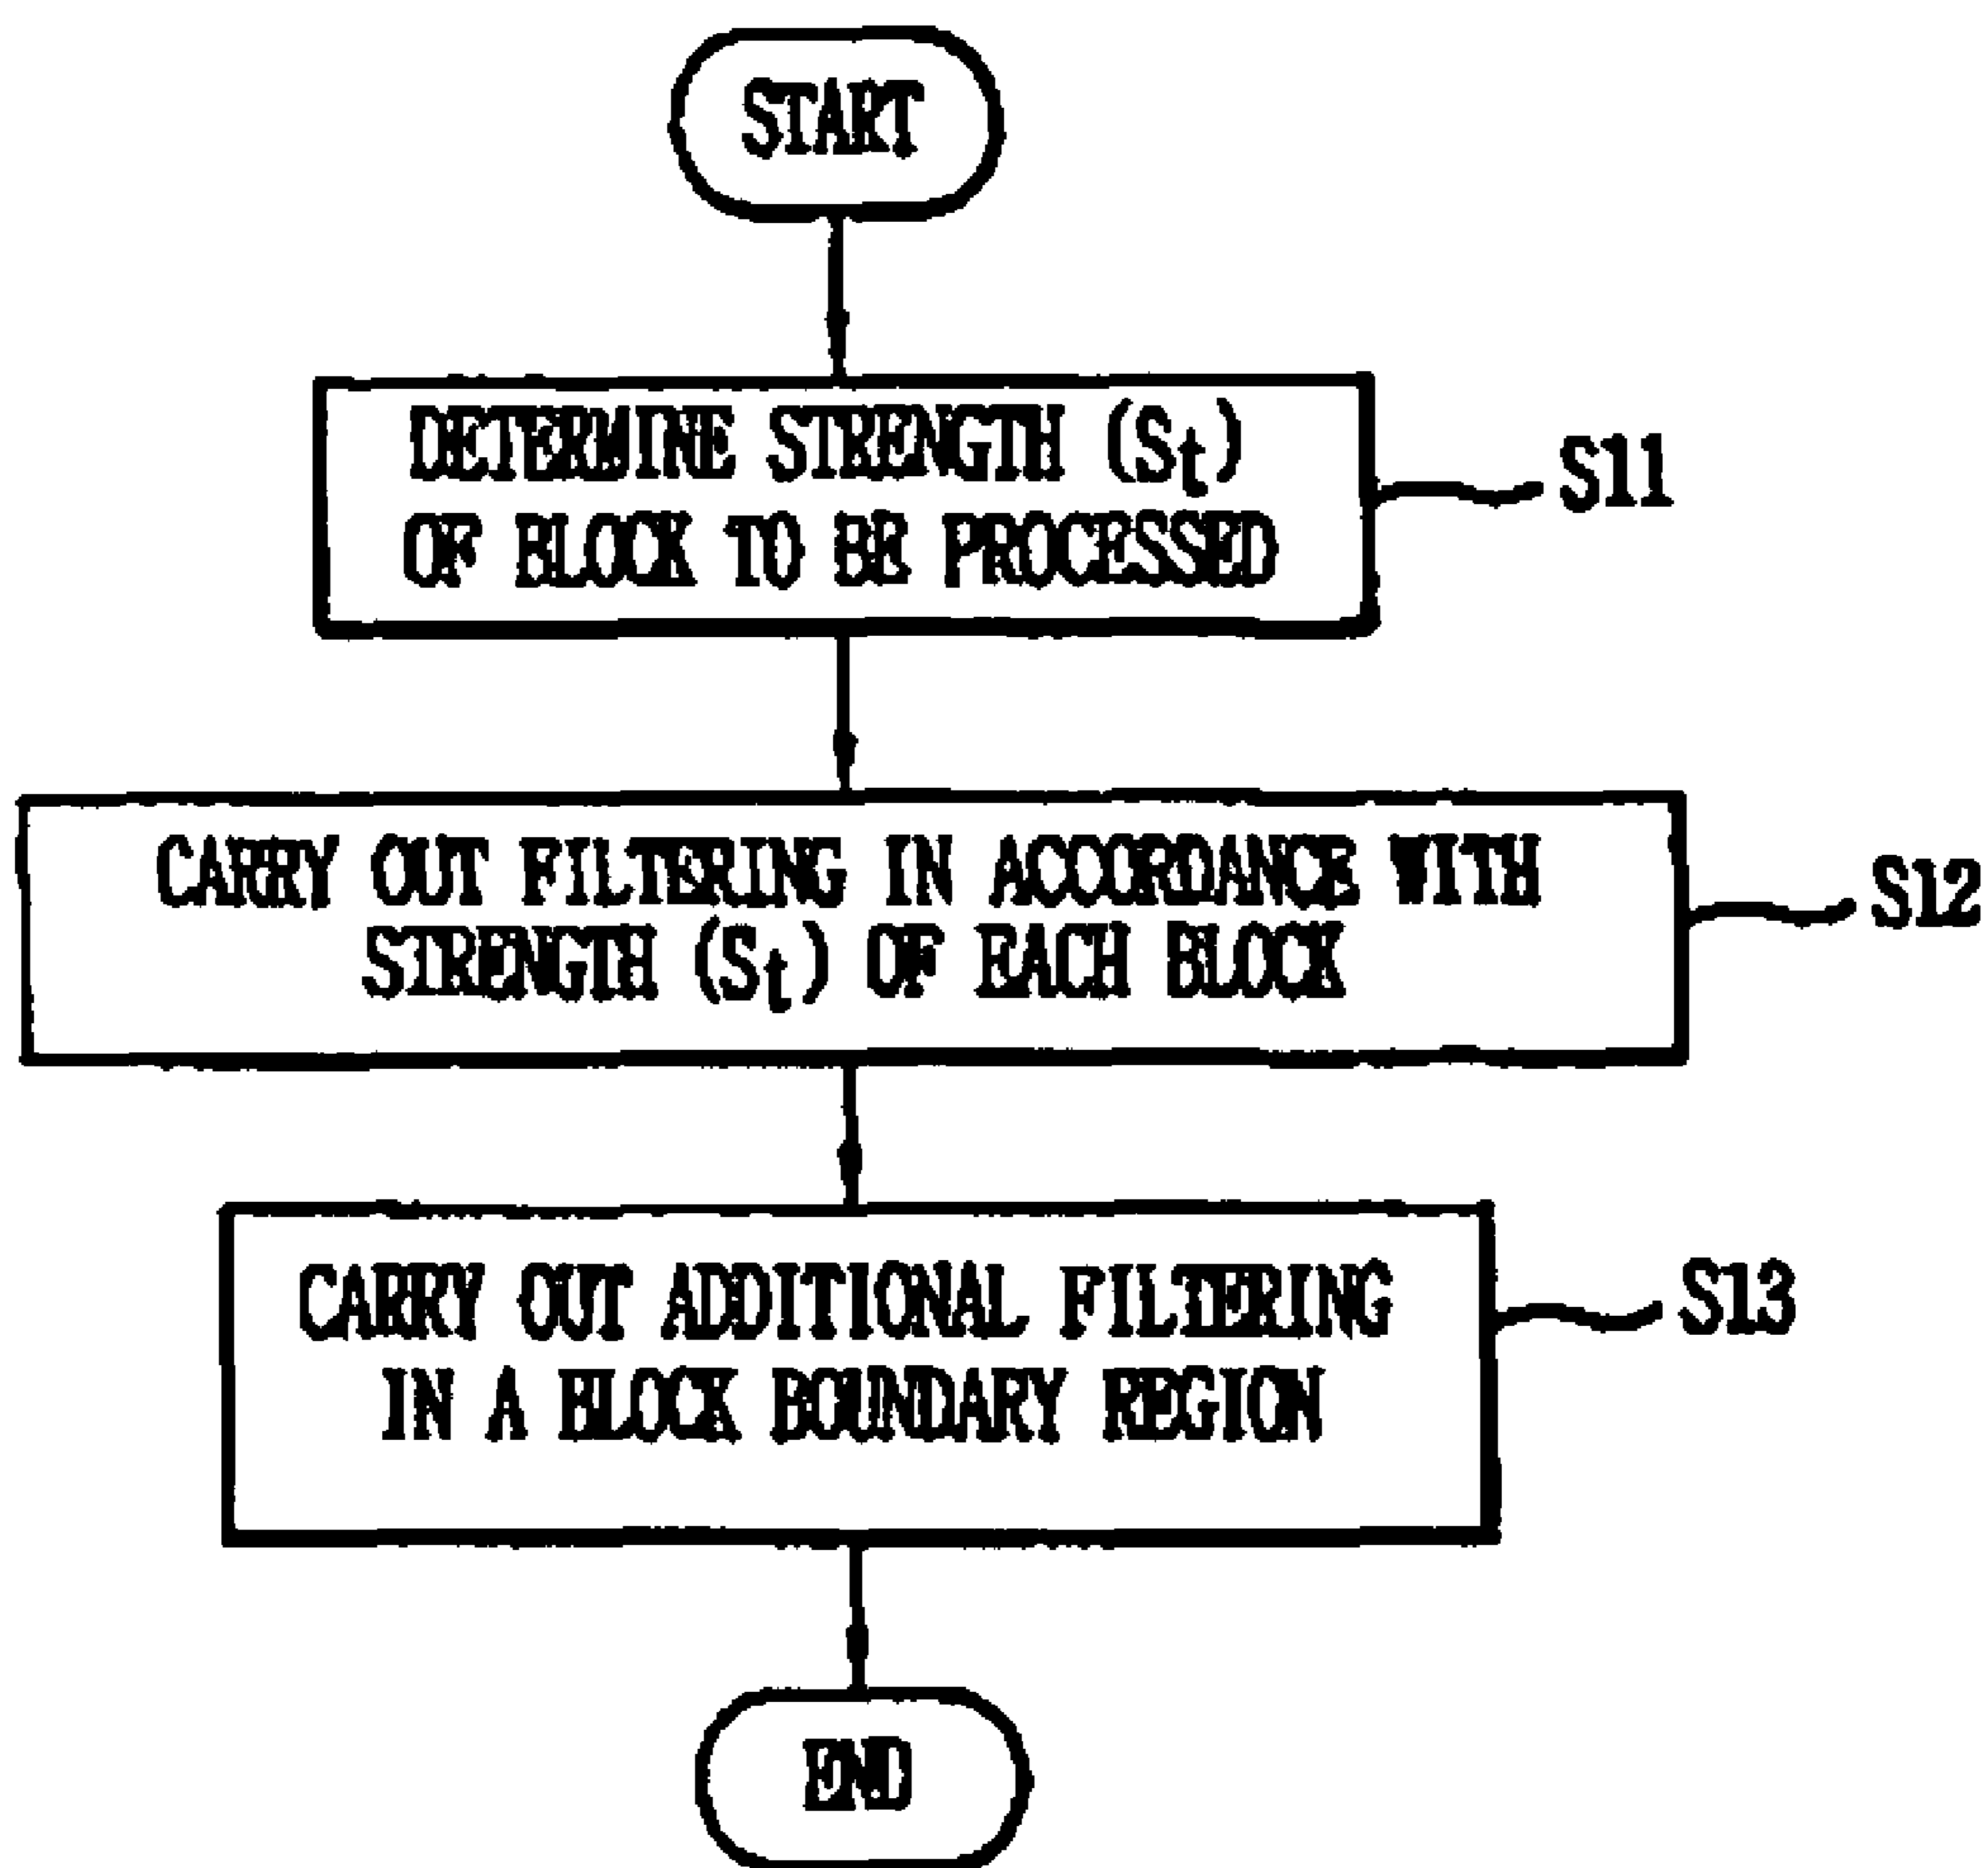 START
DETERMINE STRENGTH (St)
OF BLOCK TO BE PROCESSED
S11
CARRY OUT FILTERING IN ACCORDANCE WITH
STRENGTH (St) OF EACH BLOCK
S12
CARRY OUT ADDITIONAL FILTERING
IN A BLOCK BOUNDARY REGION
S13
END